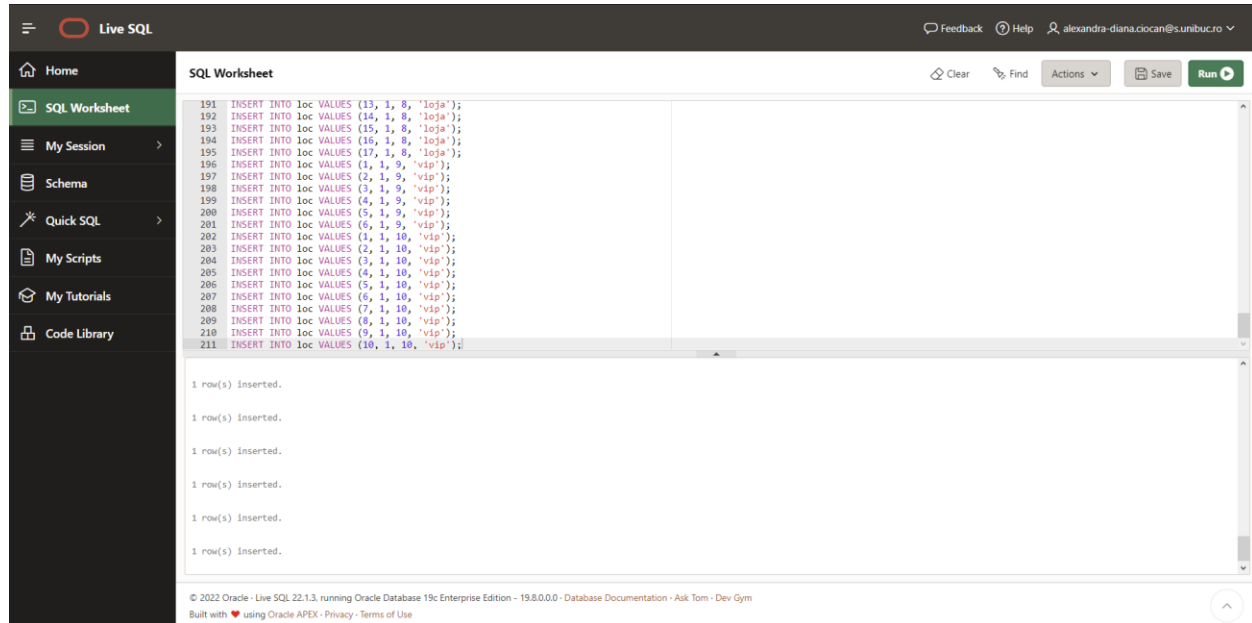 Live SQL
Feedback Help alexandra-diana.ciocan@s.unibuc.ro
Home
SQL Worksheet
My Session
Schema
Quick SQL
My Scripts
My Tutorials
Code Library
SQL Worksheet
Clear Find Actions Save Run
191 INSERT INTO loc VALUES (13, 1, 8, 'loja');
192 INSERT INTO loc VALUES (14, 1, 8, 'loja');
193 INSERT INTO loc VALUES (15, 1, 8, 'loja');
194 INSERT INTO loc VALUES (16, 1, 8, 'loja');
195 INSERT INTO loc VALUES (17, 1, 8, 'loja');
196 INSERT INTO loc VALUES (1, 1, 9, 'vip');
197 INSERT INTO loc VALUES (2, 1, 9, 'vip');
198 INSERT INTO loc VALUES (3, 1, 9, 'vip');
199 INSERT INTO loc VALUES (4, 1, 9, 'vip');
200 INSERT INTO loc VALUES (5, 1, 9, 'vip');
201 INSERT INTO loc VALUES (6, 1, 9, 'vip');
202 INSERT INTO loc VALUES (1, 1, 10, 'vip');
203 INSERT INTO loc VALUES (2, 1, 10, 'vip');
204 INSERT INTO loc VALUES (3, 1, 10, 'vip');
205 INSERT INTO loc VALUES (4, 1, 10, 'vip');
206 INSERT INTO loc VALUES (5, 1, 10, 'vip');
207 INSERT INTO loc VALUES (6, 1, 10, 'vip');
208 INSERT INTO loc VALUES (7, 1, 10, 'vip');
209 INSERT INTO loc VALUES (8, 1, 10, 'vip');
210 INSERT INTO loc VALUES (9, 1, 10, 'vip');
211 INSERT INTO loc VALUES (10, 1, 10, 'vip');
1 row(s) inserted.
1 row(s) inserted.
1 row(s) inserted.
1 row(s) inserted.
1 row(s) inserted.
1 row(s) inserted.
© 2022 Oracle · Live SQL 22.1.3, running Oracle Database 19c Enterprise Edition - 19.8.0.0.0 · Database Documentation · Ask Tom · Dev Gym
Built with ❤ using Oracle APEX · Privacy · Terms of Use